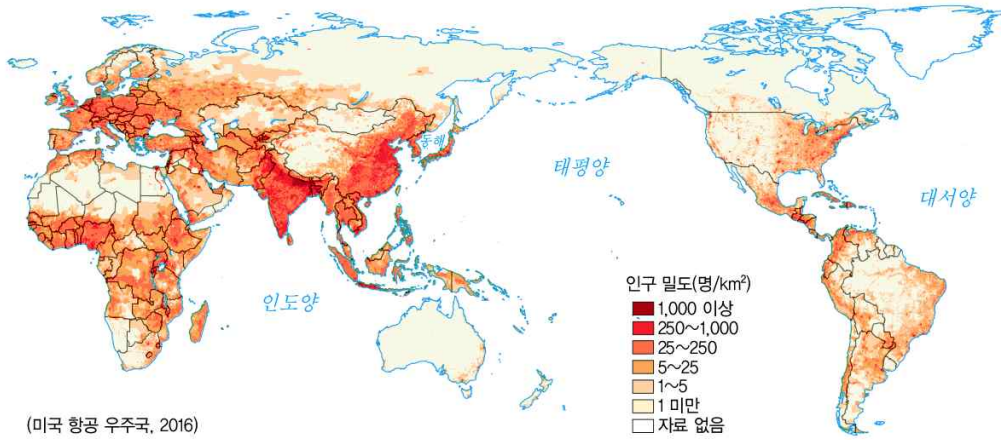 동해
태평양
대서양
인도양
인구 밀도(명/km²)
1,000 이상
250~1,000
25~250
5~25
1~5
1 미만
자료 없음
(미국 항공 우주국, 2016)